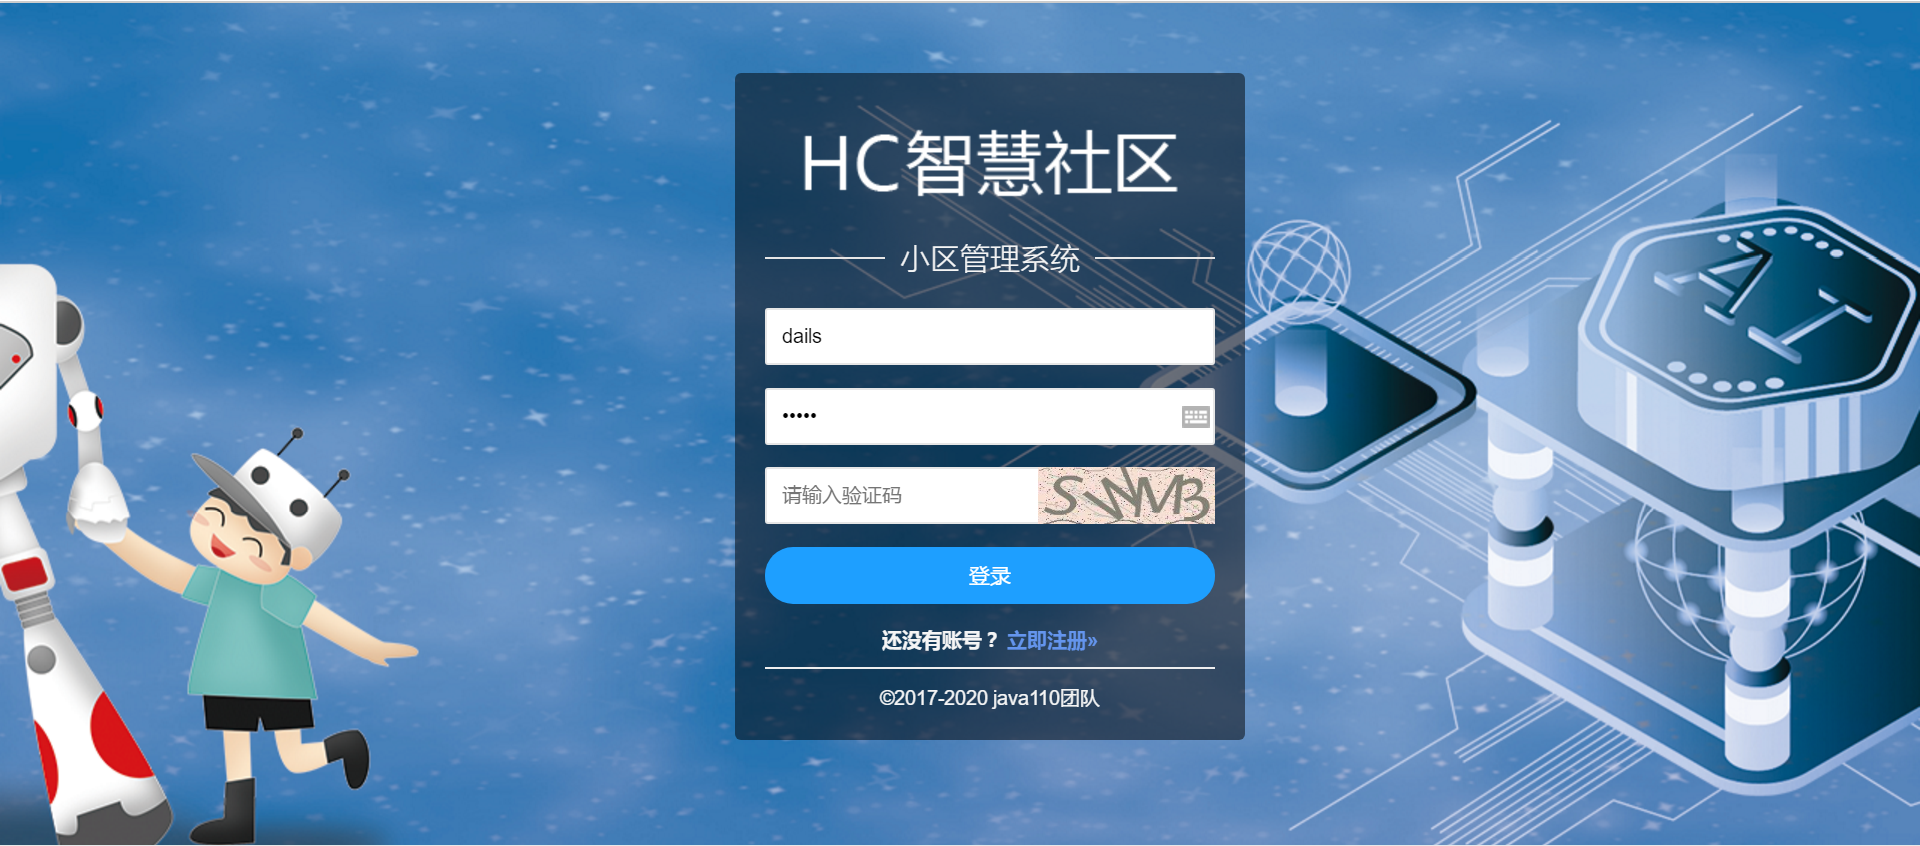 HC智慧社区
小区管理系统
dails
•••••
请输入验证码
登录
还没有账号？ 立即注册»
©2017-2020 java110团队
AI